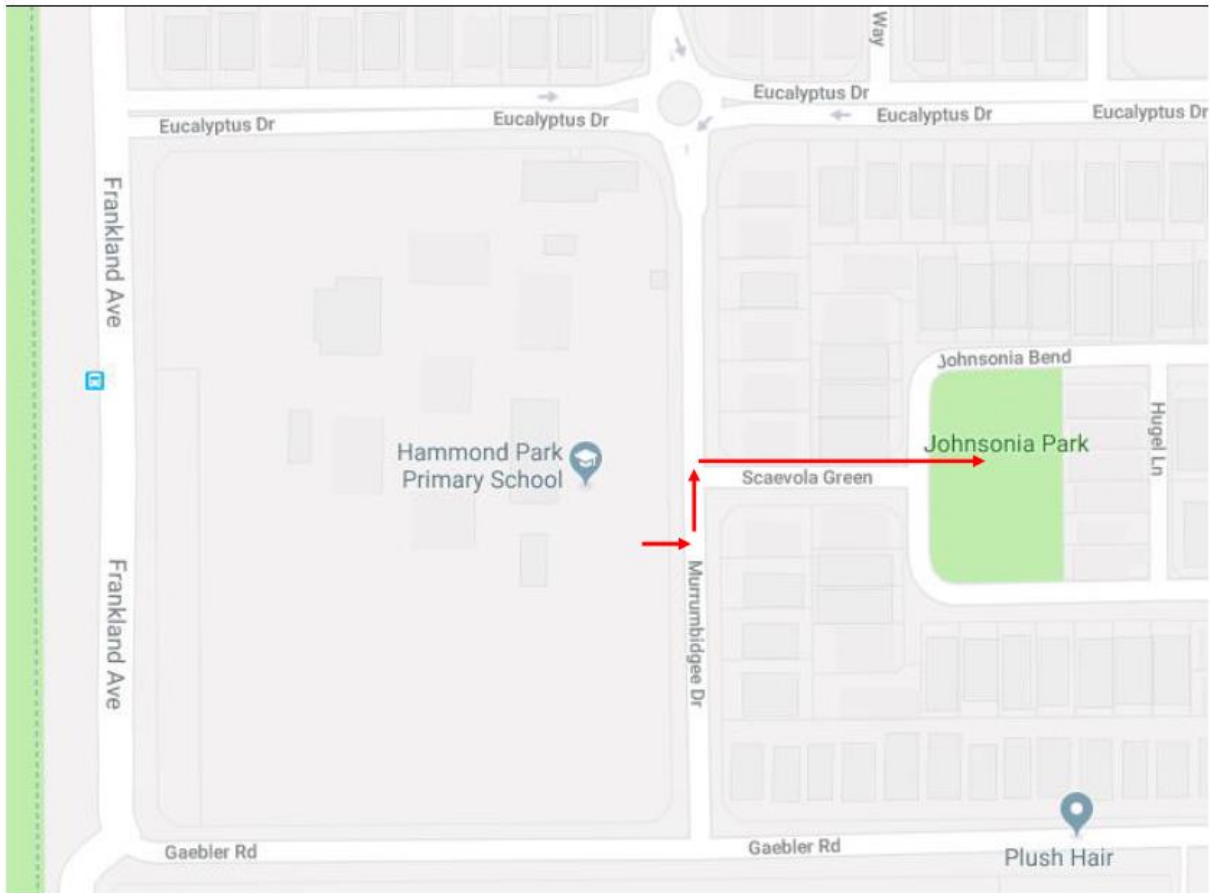 Way
Eucalyptus Dr
Eucalyptus Dr
Eucalyptus Dr
Eucalyptus Dr
Eucalyptus Dr
Frankland Ave
Johnsonia Bend
Hugel Ln
Johnsonia Park
Hammond Park
Primary School
Scaevola Green
Frankland Ave
Murrumbidgee Dr
Gaebler Rd
Gaebler Rd
Plush Hair